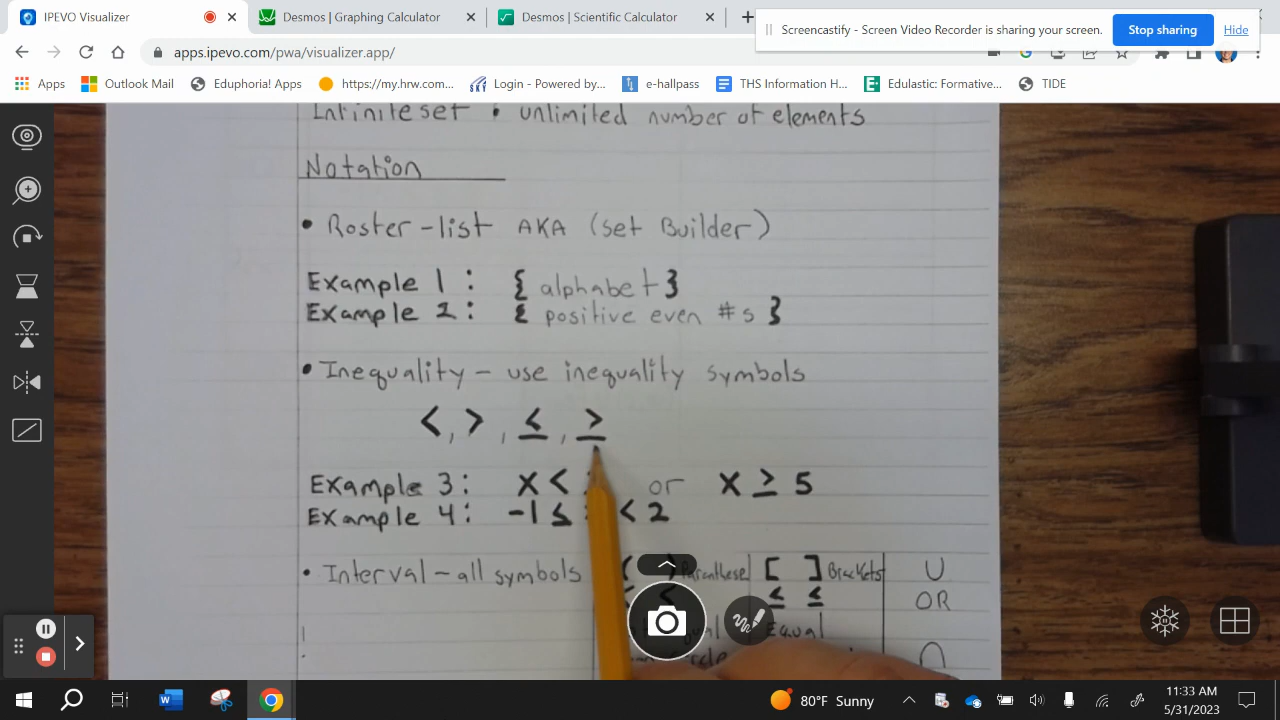 IPEVO Visualizer
Desmos | Graphing Calculator
Desmos | Scientific Calculator
Screencastify - Screen Video Recorder is sharing your screen.
Stop sharing
Hide
apps.ipevo.com/pwa/visualizer.app/
Apps
Outlook Mail
Eduphoria! Apps
https://my.hrw.com...
Login - Powered by...
e-hallpass
THS Information H...
Edulastic: Formative...
TIDE
Infinite set • unlimited number of elements
Notation
• Roster-list AKA (set Builder)
Example 1: { alphabet }
Example 2: { positive even #s }
• Inequality - use inequality symbols
<, >, ≤, ≥
Example 3: x < or x ≥ 5
Example 4: -1 ≤ < 2
• Interval - all symbols ( ) Parenthese [ ] Brackets U
< ≤ ≤ OR
Equal
∩
80°F Sunny
11:33 AM
5/31/2023